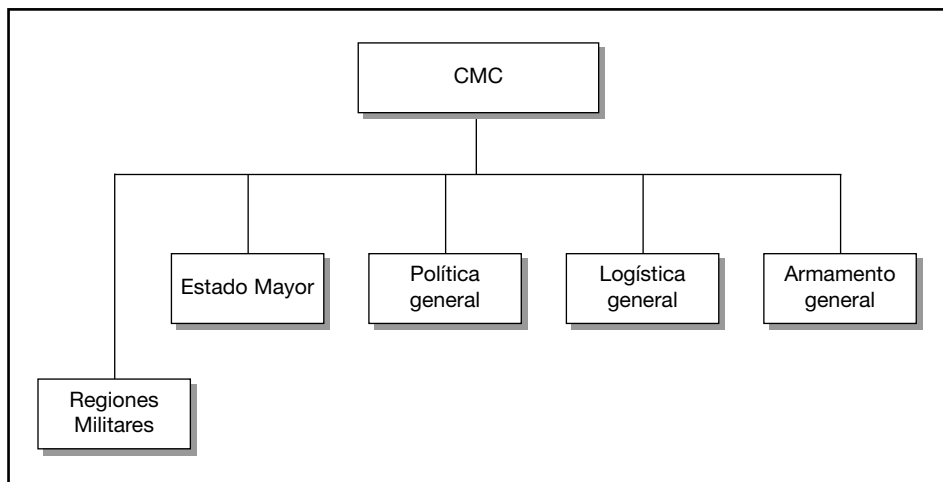 CMC
Estado Mayor
Política
general
Logística
general
Armamento
general
Regiones
Militares